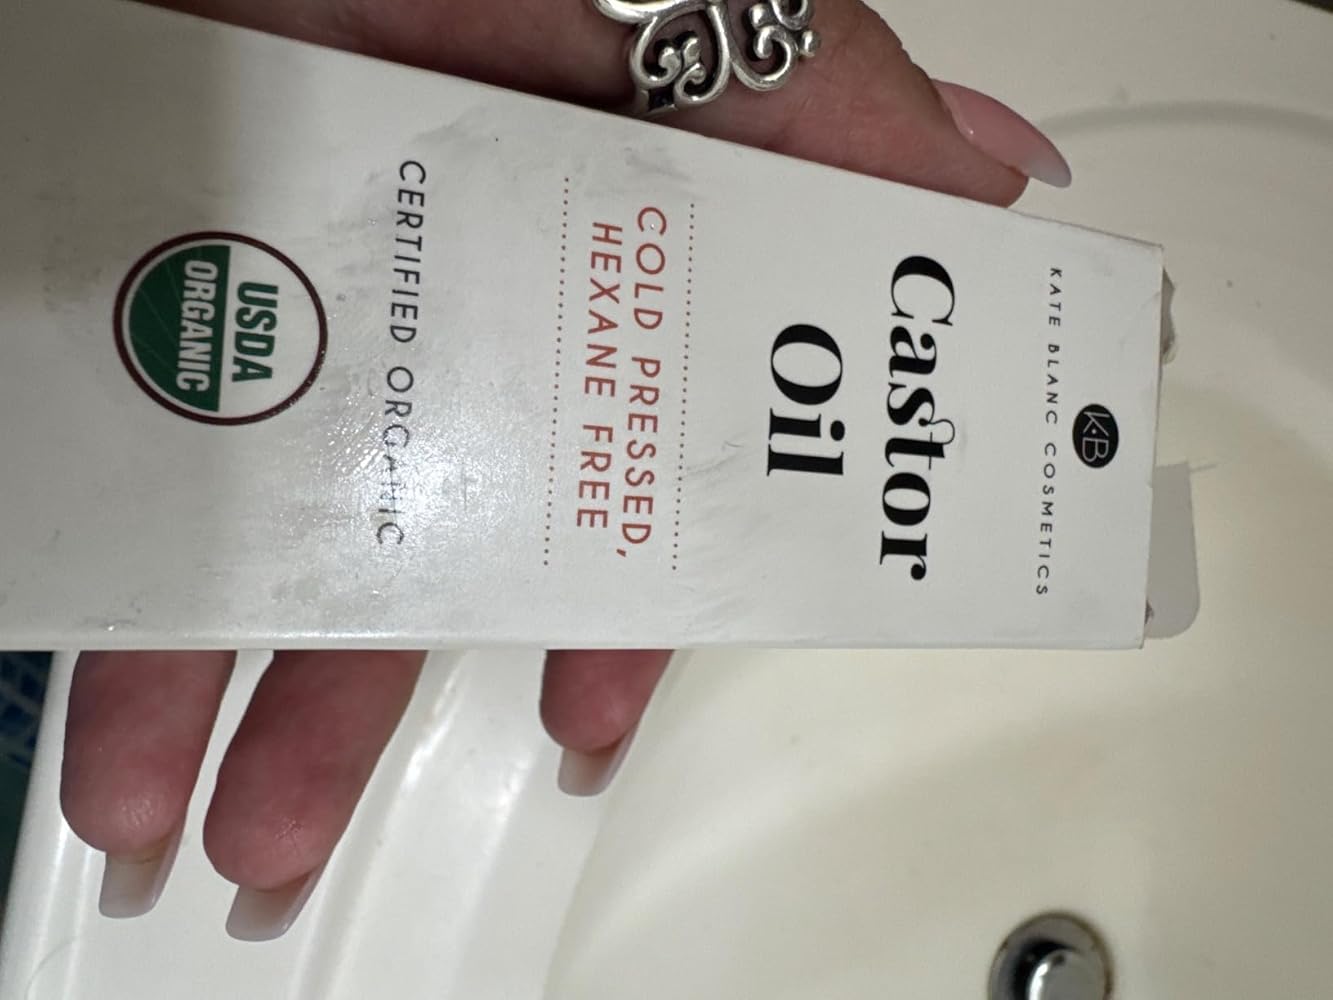 KB
KATE BLANC COSMETICS
Castor
Oil
COLD PRESSED,
HEXANE FREE
CERTIFIED ORGANIC
USDA
ORGANIC